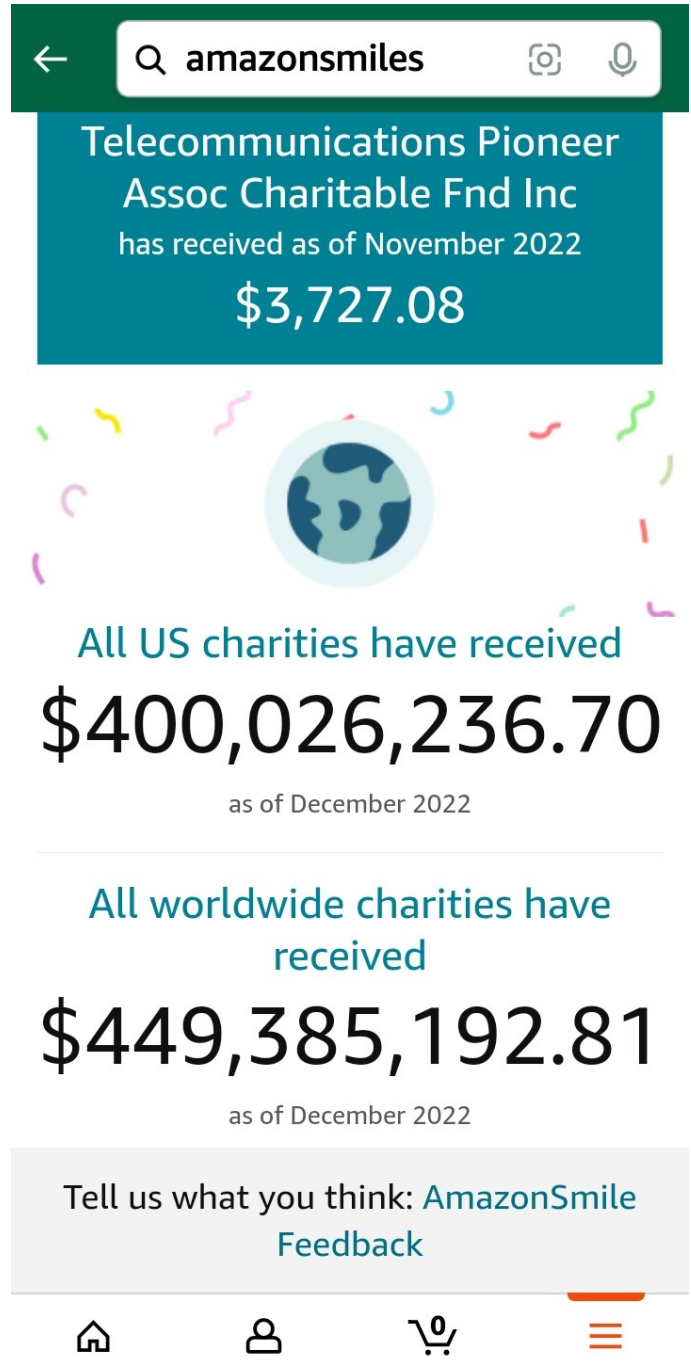 amazonsmiles
Telecommunications Pioneer
Assoc Charitable Fnd Inc
has received as of November 2022
$3,727.08
All US charities have received
$400,026,236.70
as of December 2022
All worldwide charities have
received
$449,385,192.81
as of December 2022
Tell us what you think: AmazonSmile
Feedback
0